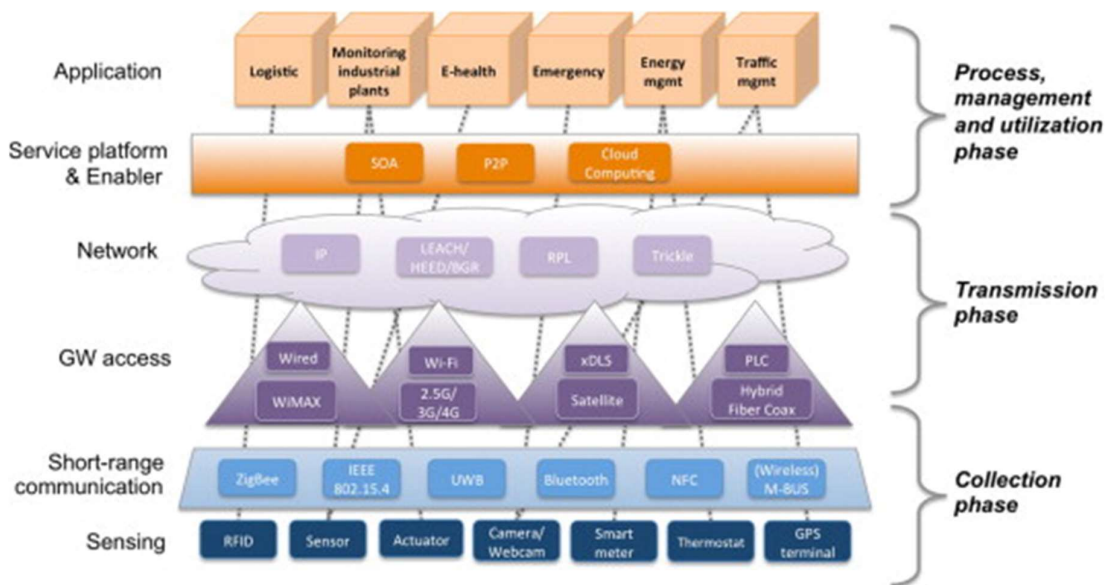 Application
Logistic
Monitoring
industrial
plants
E-health
Emergency
Energy
mgmt
Traffic
mgmt
Process,
management
and utilization
phase
Service platform
& Enabler
SOA
P2P
Cloud
Computing
Network
IP
LEACH/
HEED/BGR
RPL
Trickle
Transmission
phase
GW access
Wired
WiMAX
Wi-Fi
2.5G/
3G/4G
xDLS
Satellite
PLC
Hybrid
Fiber Coax
Short-range
communication
ZigBee
IEEE
802.15.4
UWB
Bluetooth
NFC
(Wireless)
M-BUS
Collection
phase
Sensing
RFID
Sensor
Actuator
Camera/
Webcam
Smart
meter
Thermostat
GPS
terminal